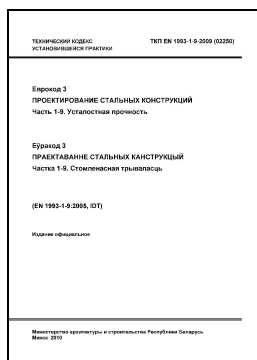 ТЕХНИЧЕСКИЙ КОДЕКС
УСТАНОВИВШЕЙСЯ ПРАКТИКИ
ТКП EN 1993-1-9-2009 (02250)
Еврокод 3
ПРОЕКТИРОВАНИЕ СТАЛЬНЫХ КОНСТРУКЦИЙ
Часть 1-9. Усталостная прочность
Еўракод 3
ПРАЕКТАВАННЕ СТАЛЬНЫХ КАНСТРУКЦЫЙ
Частка 1-9. Стомленасная трываласць
(EN 1993-1-9:2005, IDT)
Издание официальное
Министерство архитектуры и строительства Республики Беларусь
Минск 2010